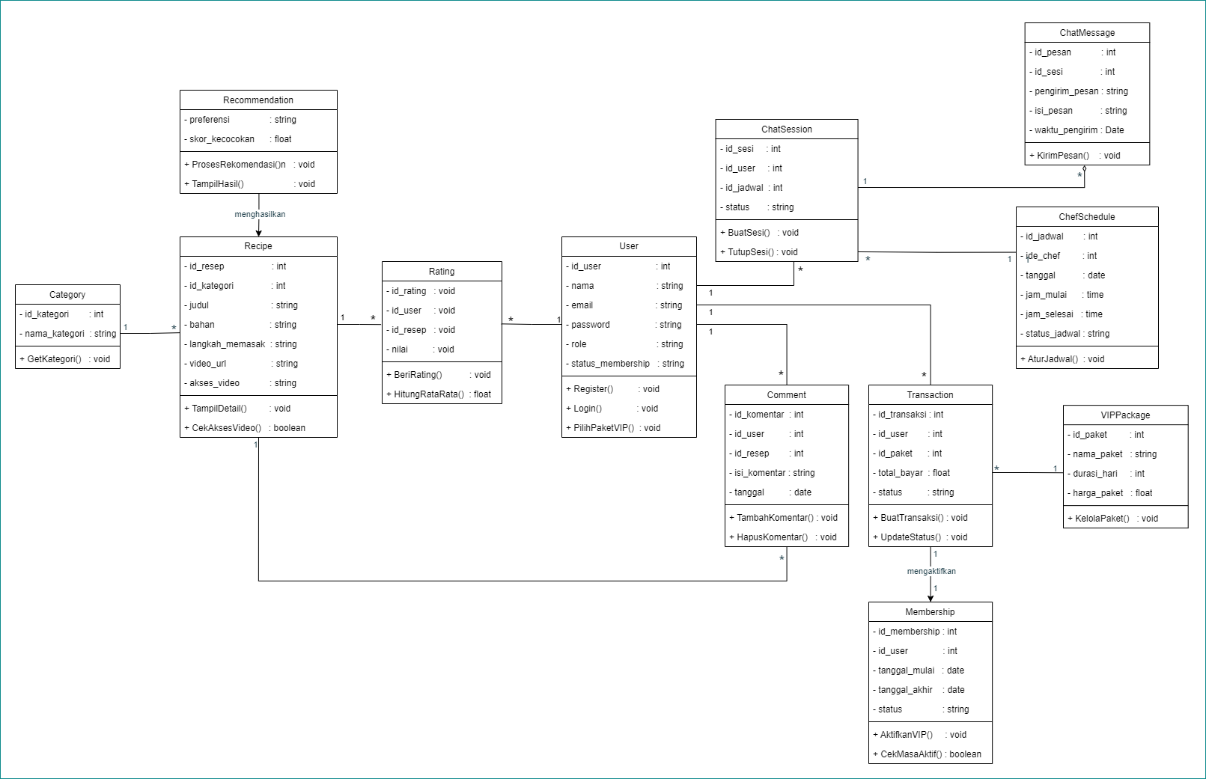 ChatMessage
- id_pesan : int
- id_sesi : int
- pengirim_pesan : string
- isi_pesan : string
- waktu_pengirim : Date
+ KirimPesan() : void
*
Recommendation
- preferensi : string
- skor_kecocokan : float
+ ProsesRekomendasi()n : void
+ TampilHasil() : void
menghasilkan
ChatSession
- id_sesi : int
- id_user : int
- id_jadwal : int
- status : string
+ BuatSesi() : void
+ TutupSesi() : void
1
*
*
1
ChefSchedule
- id_jadwal : int
- ide_chef : int
- tanggal : date
- jam_mulai : time
- jam_selesai : time
- status_jadwal : string
+ AturJadwal() : void
Category
- id_kategori : int
- nama_kategori : string
+ GetKategori() : void
1
*
Recipe
- id_resep : int
- id_kategori : int
- judul : string
- bahan : string
- langkah_memasak : string
- video_url : string
- akses_video : string
+ TampilDetail() : void
+ CekAksesVideo() : boolean
1
*
1
Rating
- id_rating : void
- id_user : void
- id_resep : void
- nilai : void
+ BeriRating() : void
+ HitungRataRata() : float
*
1
User
- id_user : int
- nama : string
- email : string
- password : string
- role : string
- status_membership : string
+ Register() : void
+ Login() : void
+ PilihPaketVIP() : void
1
1
1
*
*
Comment
- id_komentar : int
- id_user : int
- id_resep : int
- isi_komentar : string
- tanggal : date
+ TambahKomentar() : void
+ HapusKomentar() : void
*
Transaction
- id_transaksi : int
- id_user : int
- id_paket : int
- total_bayar : float
- status : string
+ BuatTransaksi() : void
+ UpdateStatus() : void
*
1
VIPPackage
- id_paket : int
- nama_paket : string
- durasi_hari : int
- harga_paket : float
+ KelolaPaket() : void
1
mengaktifkan
1
Membership
- id_membership : int
- id_user : int
- tanggal_mulai : date
- tanggal_akhir : date
- status : string
+ AktifkanVIP() : void
+ CekMasaAktif() : boolean